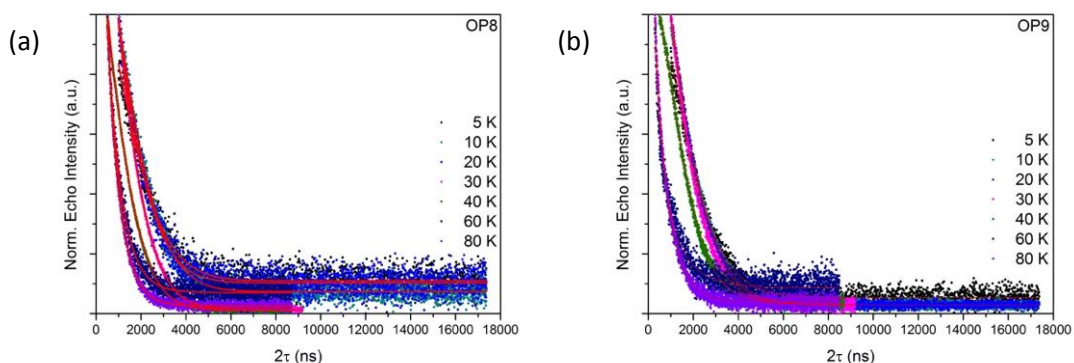 (a)
OP8
Norm. Echo Intensity (a.u.)
5 K
10 K
20 K
30 K
40 K
60 K
80 K
0 2000 4000 6000 8000 10000 12000 14000 16000 18000
2τ (ns)
(b)
OP9
Norm. Echo Intensity (a.u.)
5 K
10 K
20 K
30 K
40 K
60 K
80 K
0 2000 4000 6000 8000 10000 12000 14000 16000 18000
2τ (ns)